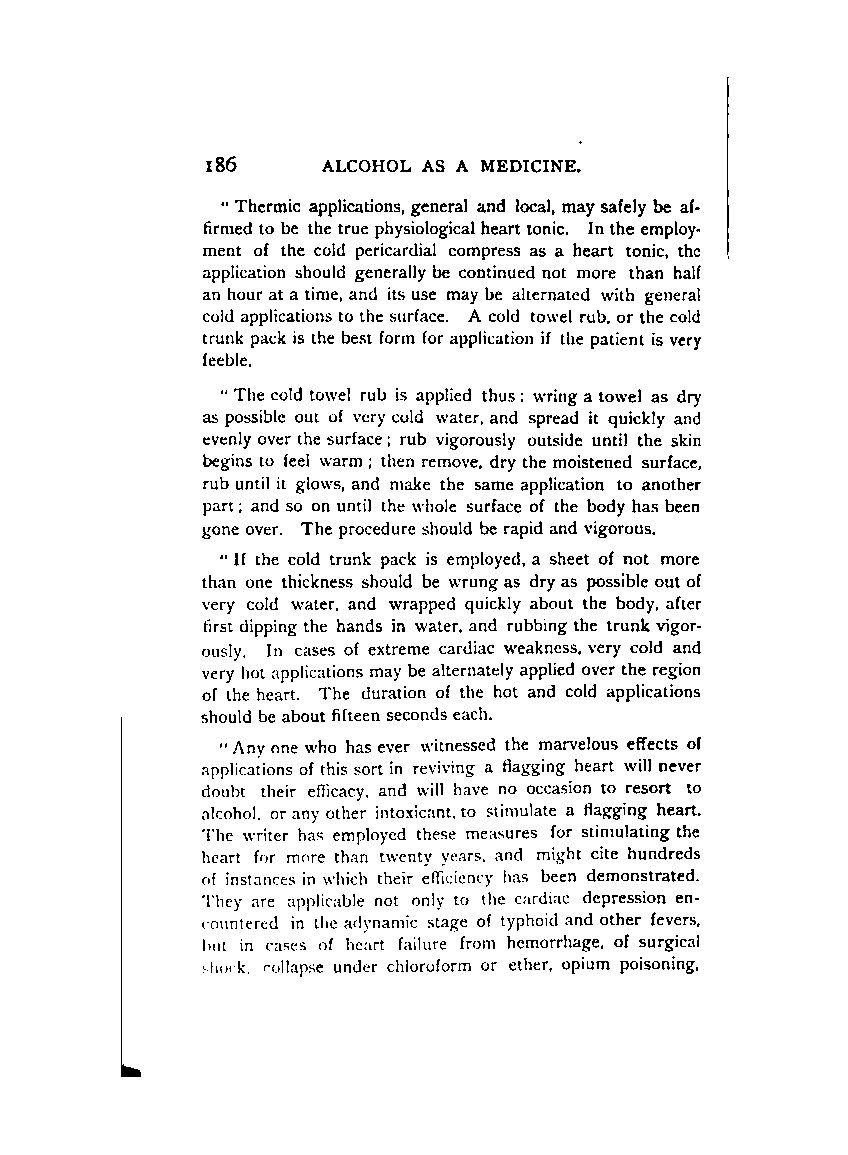 186 ALCOHOL AS A MEDICINE.
" Thermic applications, general and local, may safely be af-
firmed to be the true physiological heart tonic. In the employ-
ment of the cold pericardial compress as a heart tonic, the
application should generally be continued not more than half
an hour at a time, and its use may be alternated with general
cold applications to the surface. A cold towel rub, or the cold
trunk pack is the best form for application if the patient is very
feeble.
" The cold towel rub is applied thus : wring a towel as dry
as possible out of very cold water, and spread it quickly and
evenly over the surface ; rub vigorously outside until the skin
begins to feel warm ; then remove, dry the moistened surface,
rub until it glows, and make the same application to another
part ; and so on until the whole surface of the body has been
gone over. The procedure should be rapid and vigorous.
" If the cold trunk pack is employed, a sheet of not more
than one thickness should be wrung as dry as possible out of
very cold water, and wrapped quickly about the body, after
first dipping the hands in water, and rubbing the trunk vigor-
ously. In cases of extreme cardiac weakness, very cold and
very hot applications may be alternately applied over the region
of the heart. The duration of the hot and cold applications
should be about fifteen seconds each.
" Any one who has ever witnessed the marvelous effects of
applications of this sort in reviving a flagging heart will never
doubt their efficacy, and will have no occasion to resort to
alcohol, or any other intoxicant, to stimulate a flagging heart.
The writer has employed these measures for stimulating the
heart for more than twenty years, and might cite hundreds
of instances in which their efficiency has been demonstrated.
They are applicable not only to the cardiac depression en-
countered in the adynamic stage of typhoid and other fevers,
but in cases of heart failure from hemorrhage, of surgical
shock, collapse under chloroform or ether, opium poisoning,